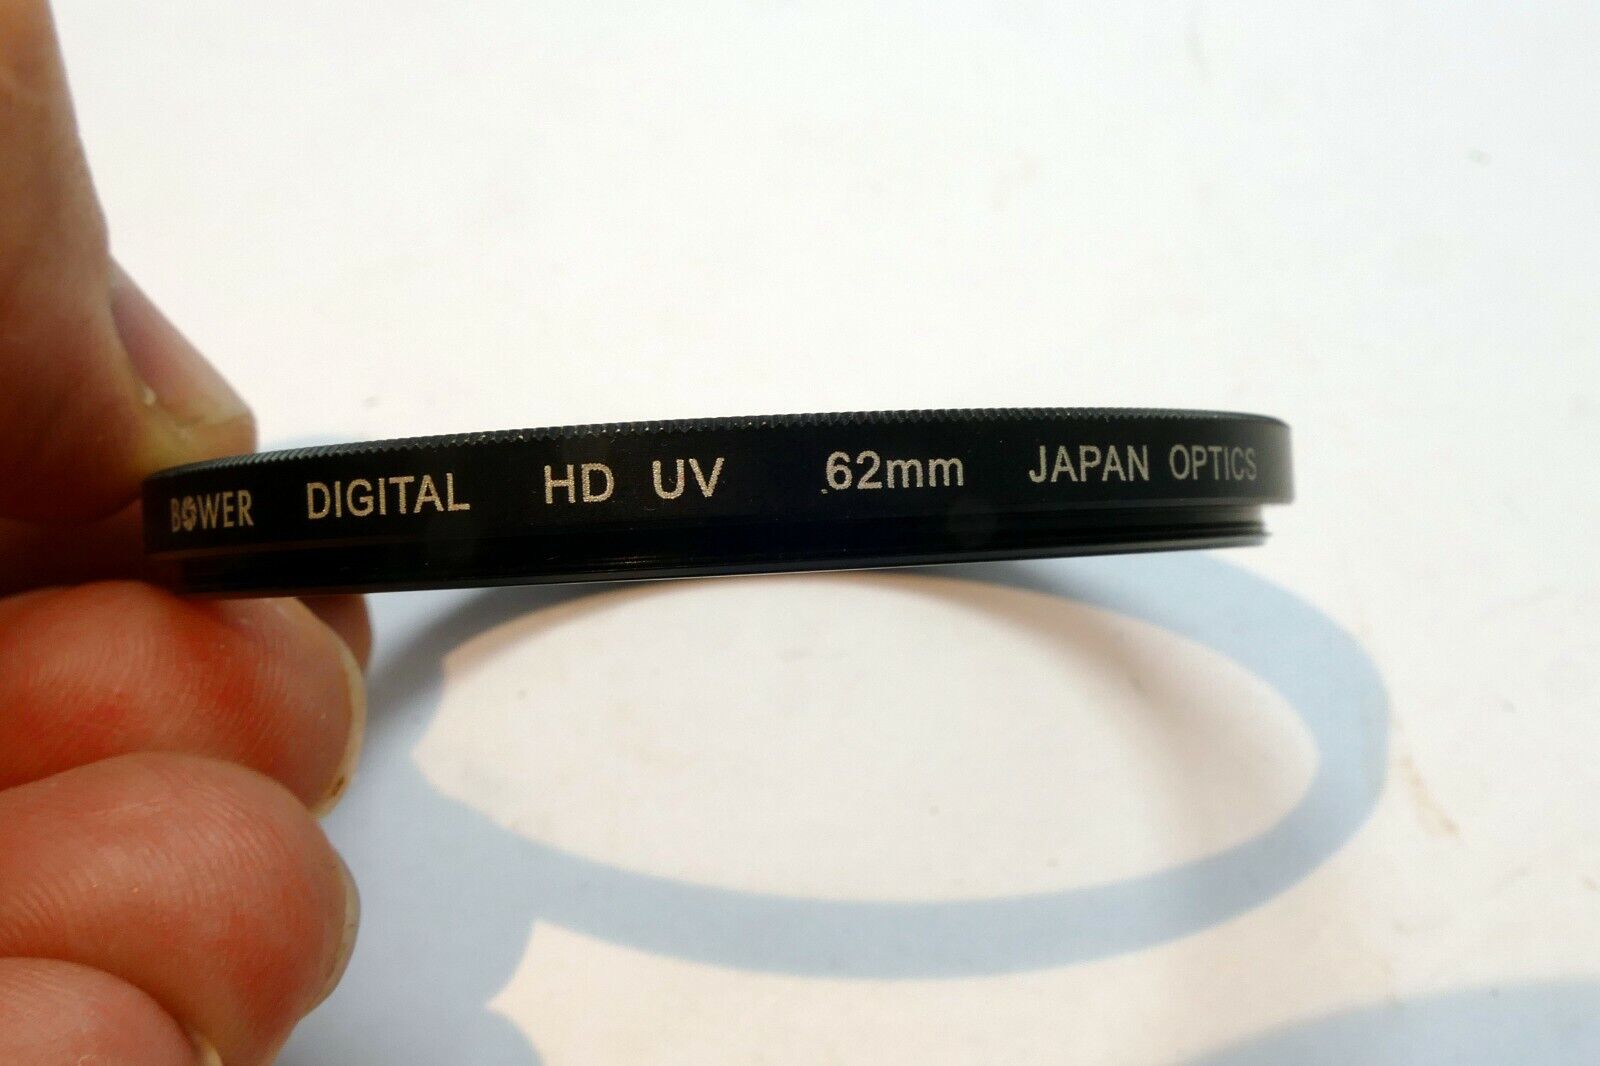 BOWER DIGITAL HD UV 62mm JAPAN OPTICS